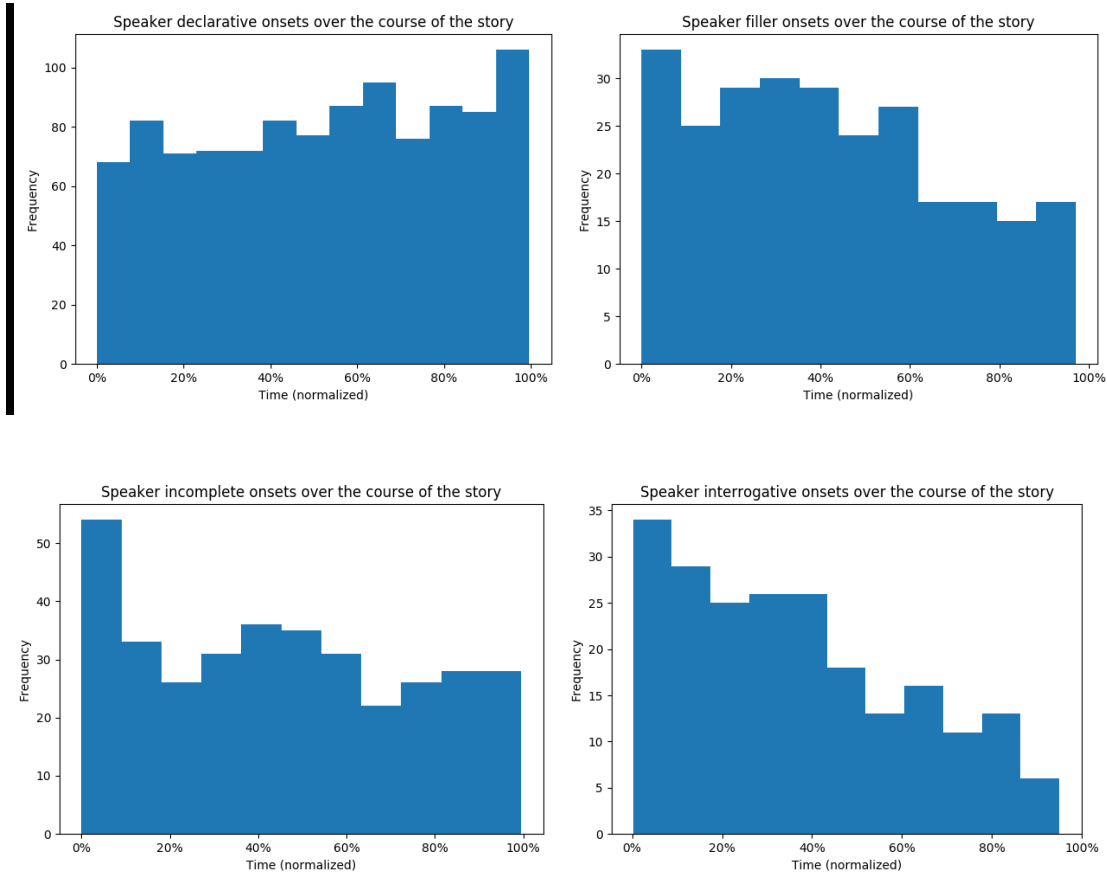 Speaker declarative onsets over the course of the story
100
80
60
40
20
0
Frequency
0% 20% 40% 60% 80% 100%
Time (normalized)
Speaker filler onsets over the course of the story
30
25
20
15
10
5
0
Frequency
0% 20% 40% 60% 80% 100%
Time (normalized)
Speaker incomplete onsets over the course of the story
50
40
30
20
10
0
Frequency
0% 20% 40% 60% 80% 100%
Time (normalized)
Speaker interrogative onsets over the course of the story
35
30
25
20
15
10
5
0
Frequency
0% 20% 40% 60% 80% 100%
Time (normalized)